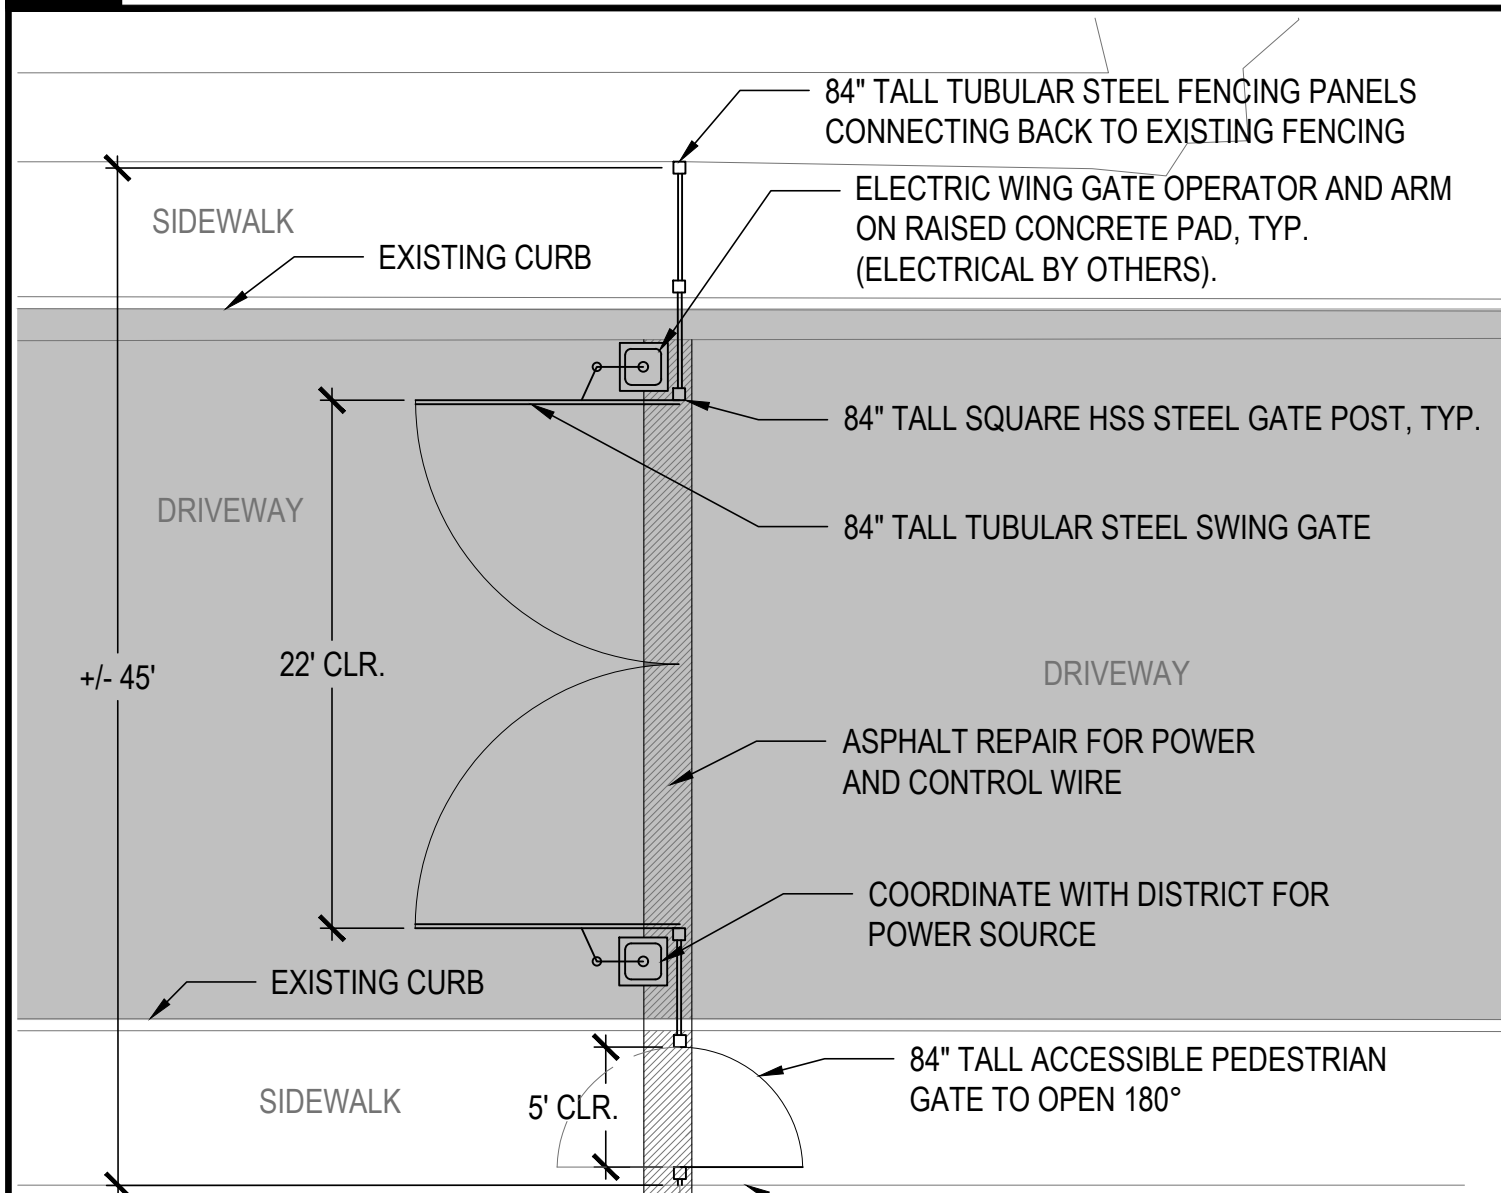 84" TALL TUBULAR STEEL FENCING PANELS
CONNECTING BACK TO EXISTING FENCING
ELECTRIC WING GATE OPERATOR AND ARM
ON RAISED CONCRETE PAD, TYP.
(ELECTRICAL BY OTHERS).
SIDEWALK
EXISTING CURB
84" TALL SQUARE HSS STEEL GATE POST, TYP.
DRIVEWAY
84" TALL TUBULAR STEEL SWING GATE
+/- 45'
22' CLR.
DRIVEWAY
ASPHALT REPAIR FOR POWER
AND CONTROL WIRE
COORDINATE WITH DISTRICT FOR
POWER SOURCE
EXISTING CURB
84" TALL ACCESSIBLE PEDESTRIAN
GATE TO OPEN 180°
SIDEWALK
5' CLR.